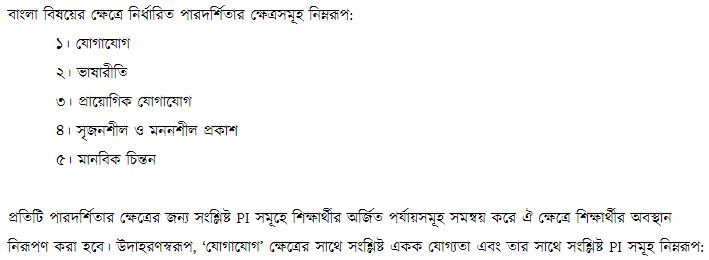 বাংলা বিষয়ের ক্ষেত্রে নির্ধারিত পারদর্শিতার ক্ষেত্রসমূহ নিম্নরূপ:
১। যোগাযোগ
২। ভাষারীতি
৩। প্রায়োগিক যোগাযোগ
৪। সৃজনশীল ও মননশীল প্রকাশ
৫। মানবিক চিন্তন
প্রতিটি পারদর্শিতার ক্ষেত্রের জন্য সংশ্লিষ্ট PI সমূহে শিক্ষার্থীর অর্জিত পর্যায়সমূহ সমন্বয় করে ঐ ক্ষেত্রে শিক্ষার্থীর অবস্থান
নিরূপণ করা হবে। উদাহরণস্বরূপ, ‘যোগাযোগ’ ক্ষেত্রের সাথে সংশ্লিষ্ট একক যোগ্যতা এবং তার সাথে সংশ্লিষ্ট PI সমূহ নিম্নরূপ: